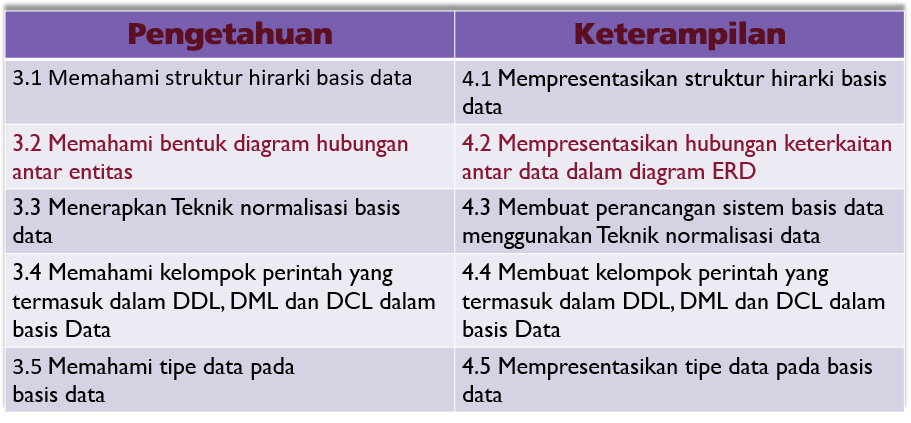 Pengetahuan
Keterampilan
3.1 Memahami struktur hirarki basis data
4.1 Mempresentasikan struktur hirarki basis
data
3.2 Memahami bentuk diagram hubungan
antar entitas
4.2 Mempresentasikan hubungan keterkaitan
antar data dalam diagram ERD
3.3 Menerapkan Teknik normalisasi basis
data
4.3 Membuat perancangan sistem basis data
menggunakan Teknik normalisasi data
3.4 Memahami kelompok perintah yang
termasuk dalam DDL, DML dan DCL dalam
basis Data
4.4 Membuat kelompok perintah yang
termasuk dalam DDL, DML dan DCL dalam
basis Data
3.5 Memahami tipe data pada
basis data
4.5 Mempresentasikan tipe data pada basis
data